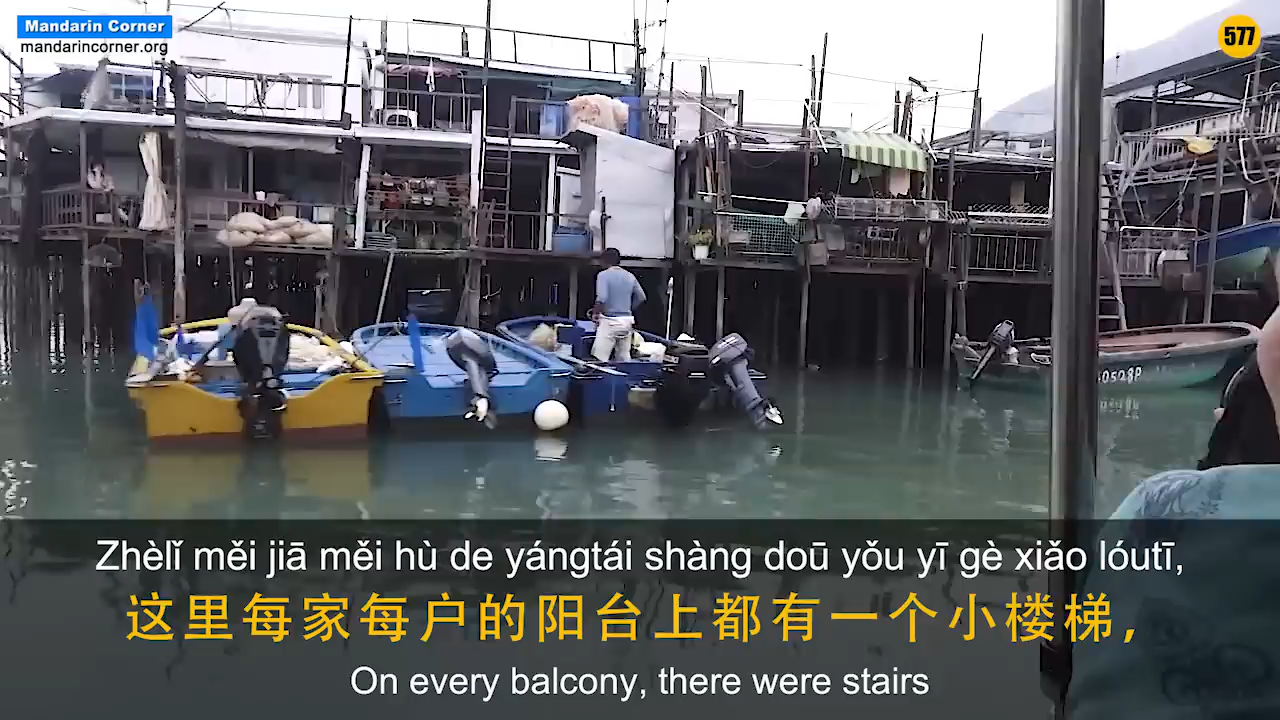 Mandarin Corner
mandarincorner.org
577
60528P
Zhèlǐ měi jiā měi hù de yángtái shàng doū yǒu yī gè xiǎo lóutī,
这里每家每户的阳台上都有一个小楼梯,
On every balcony, there were stairs